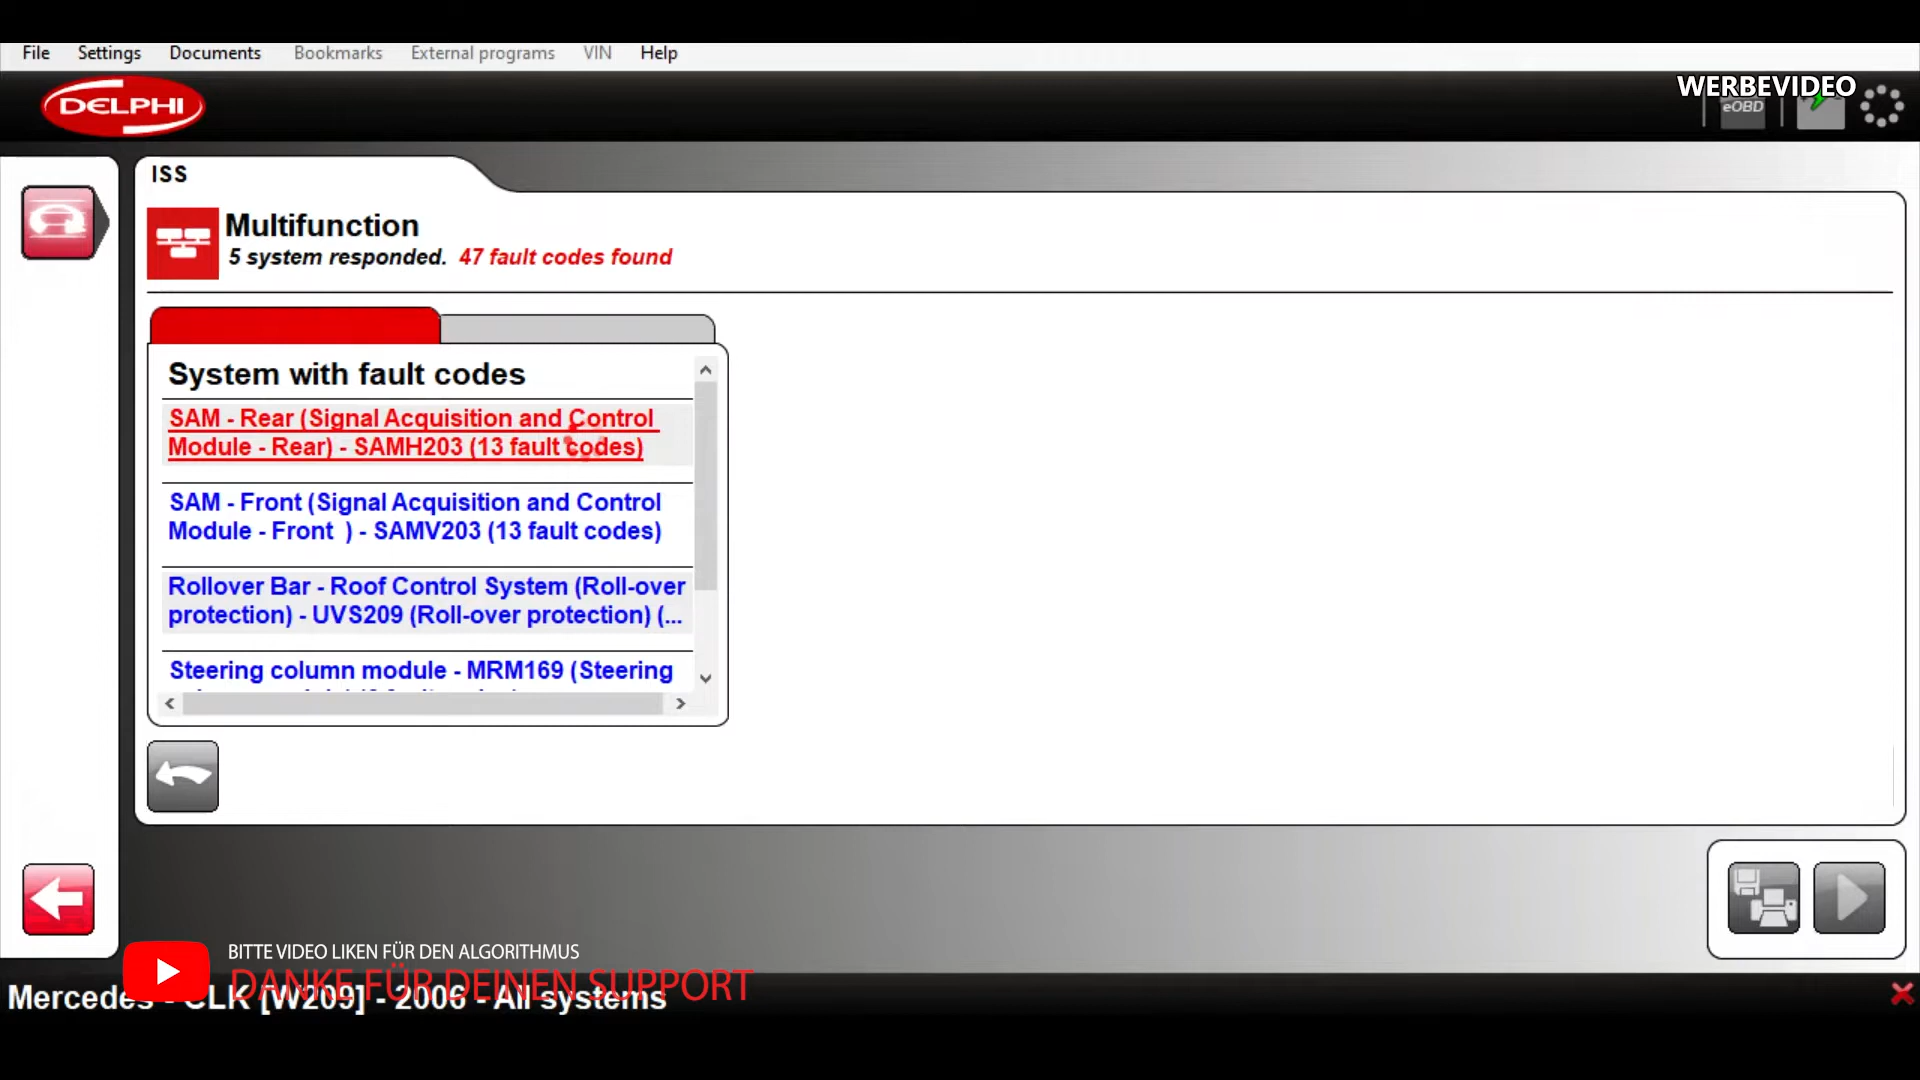 File Settings Documents Bookmarks External programs VIN Help
DELPHI
WERBEVIDEO
eOBD
ISS
Multifunction
5 system responded. 47 fault codes found
System with fault codes
SAM - Rear (Signal Acquisition and Control
Module - Rear) - SAMH203 (13 fault codes)
SAM - Front (Signal Acquisition and Control
Module - Front ) - SAMV203 (13 fault codes)
Rollover Bar - Roof Control System (Roll-over
protection) - UVS209 (Roll-over protection) (...
Steering column module - MRM169 (Steering
BITTE VIDEO LIKEN FÜR DEN ALGORITHMUS
DANKE FÜR DEINEN SUPPORT
Mercedes - CLK [W209] - 2006 - All systems